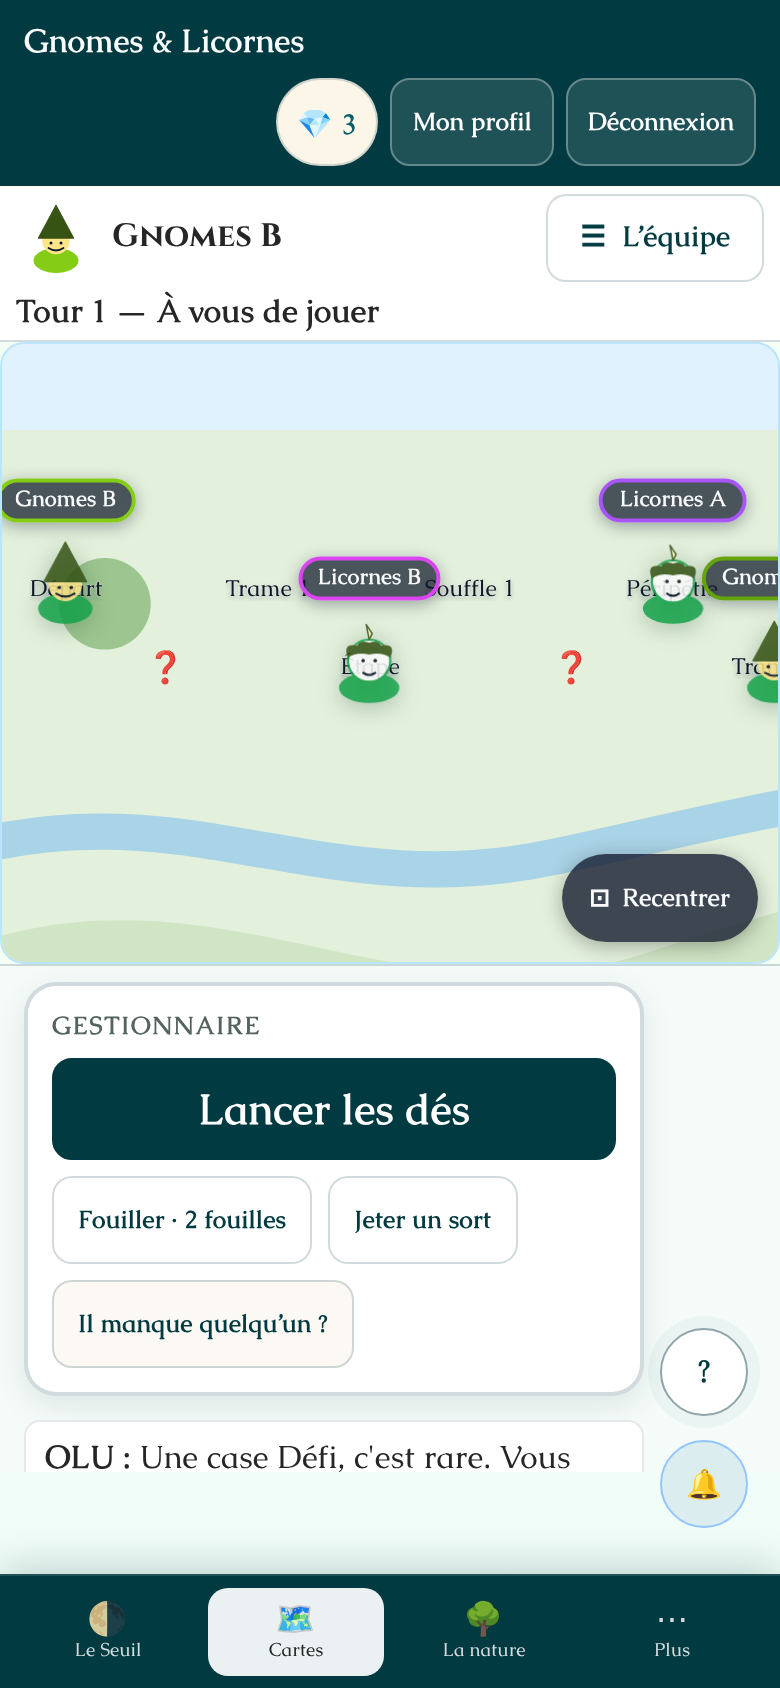 Gnomes & Licornes
3
Mon profil
Déconnexion
Gnomes B
L’équipe
Tour 1 — À vous de jouer
Gnomes B
Licornes A
Licornes B
Trame
Souffle 1
?
?
Recentrer
GESTIONNAIRE
Lancer les dés
Fouiller · 2 fouilles
Jeter un sort
Il manque quelqu’un ?
?
OLU : Une case Défi, c'est rare. Vous
Le Seuil
Cartes
La nature
Plus